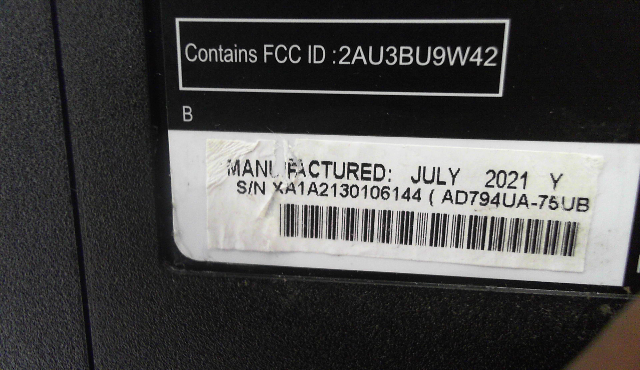 Contains FCC ID :2AU3BU9W42
B
MANUFACTURED: JULY 2021 Y
S/N XA1A2130106144 ( AD794UA-75UB